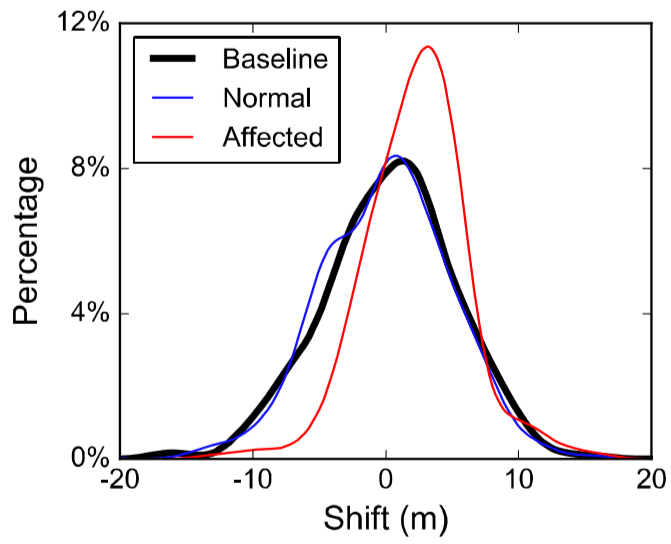 12%
8%
4%
0%
Percentage
Baseline
Normal
Affected
-20
-10
0
10
20
Shift (m)